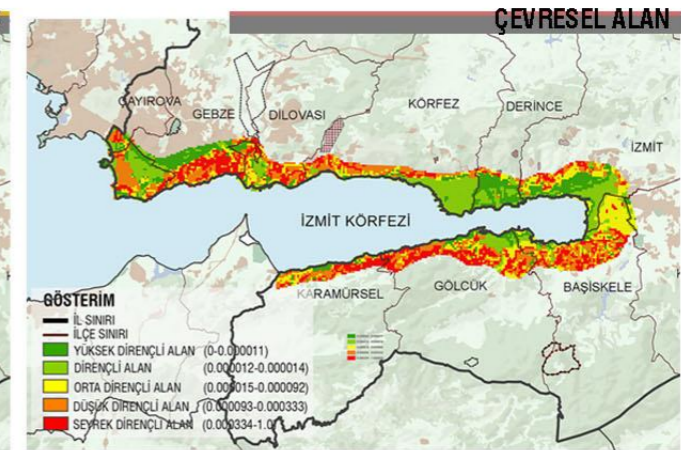 ÇEVRESEL ALAN
ÇAYIROVA
GEBZE
DİLOVASI
KÖRFEZ
DERİNCE
İZMİT
İZMİT KÖRFEZİ
KARAMÜRSEL
GÖLCÜK
BAŞİSKELE
GÖSTERİM
İL SINIRI
İLÇE SINIRI
YÜKSEK DİRENÇLİ ALAN (0-0.000011)
DİRENÇLİ ALAN (0.000012-0.000014)
ORTA DİRENÇLİ ALAN (0.000015-0.000092)
DÜŞÜK DİRENÇLİ ALAN (0.000093-0.000333)
SEYREK DİRENÇLİ ALAN (0.000334-1.0)